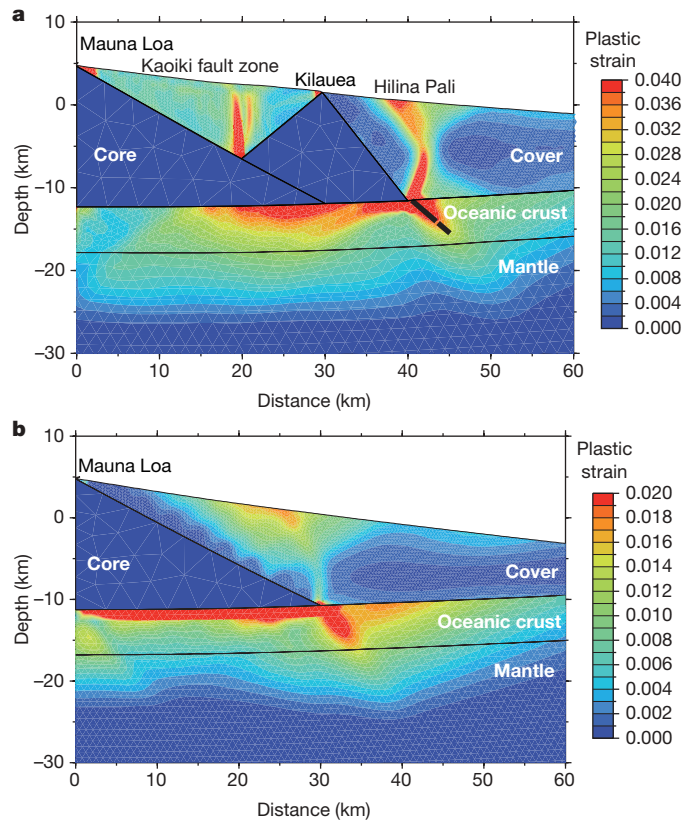 a
Mauna Loa
Kaoiki fault zone
Kilauea
Hilina Pali
Core
Cover
Oceanic crust
Mantle
10
0
−10
−20
−30
Depth (km)
0
10
20
30
40
50
60
Distance (km)
Plastic
strain
0.040
0.036
0.032
0.028
0.024
0.020
0.016
0.012
0.008
0.004
0.000
b
Mauna Loa
Core
Cover
Oceanic crust
Mantle
10
0
−10
−20
−30
Depth (km)
0
10
20
30
40
50
60
Distance (km)
Plastic
strain
0.020
0.018
0.016
0.014
0.012
0.010
0.008
0.006
0.004
0.002
0.000